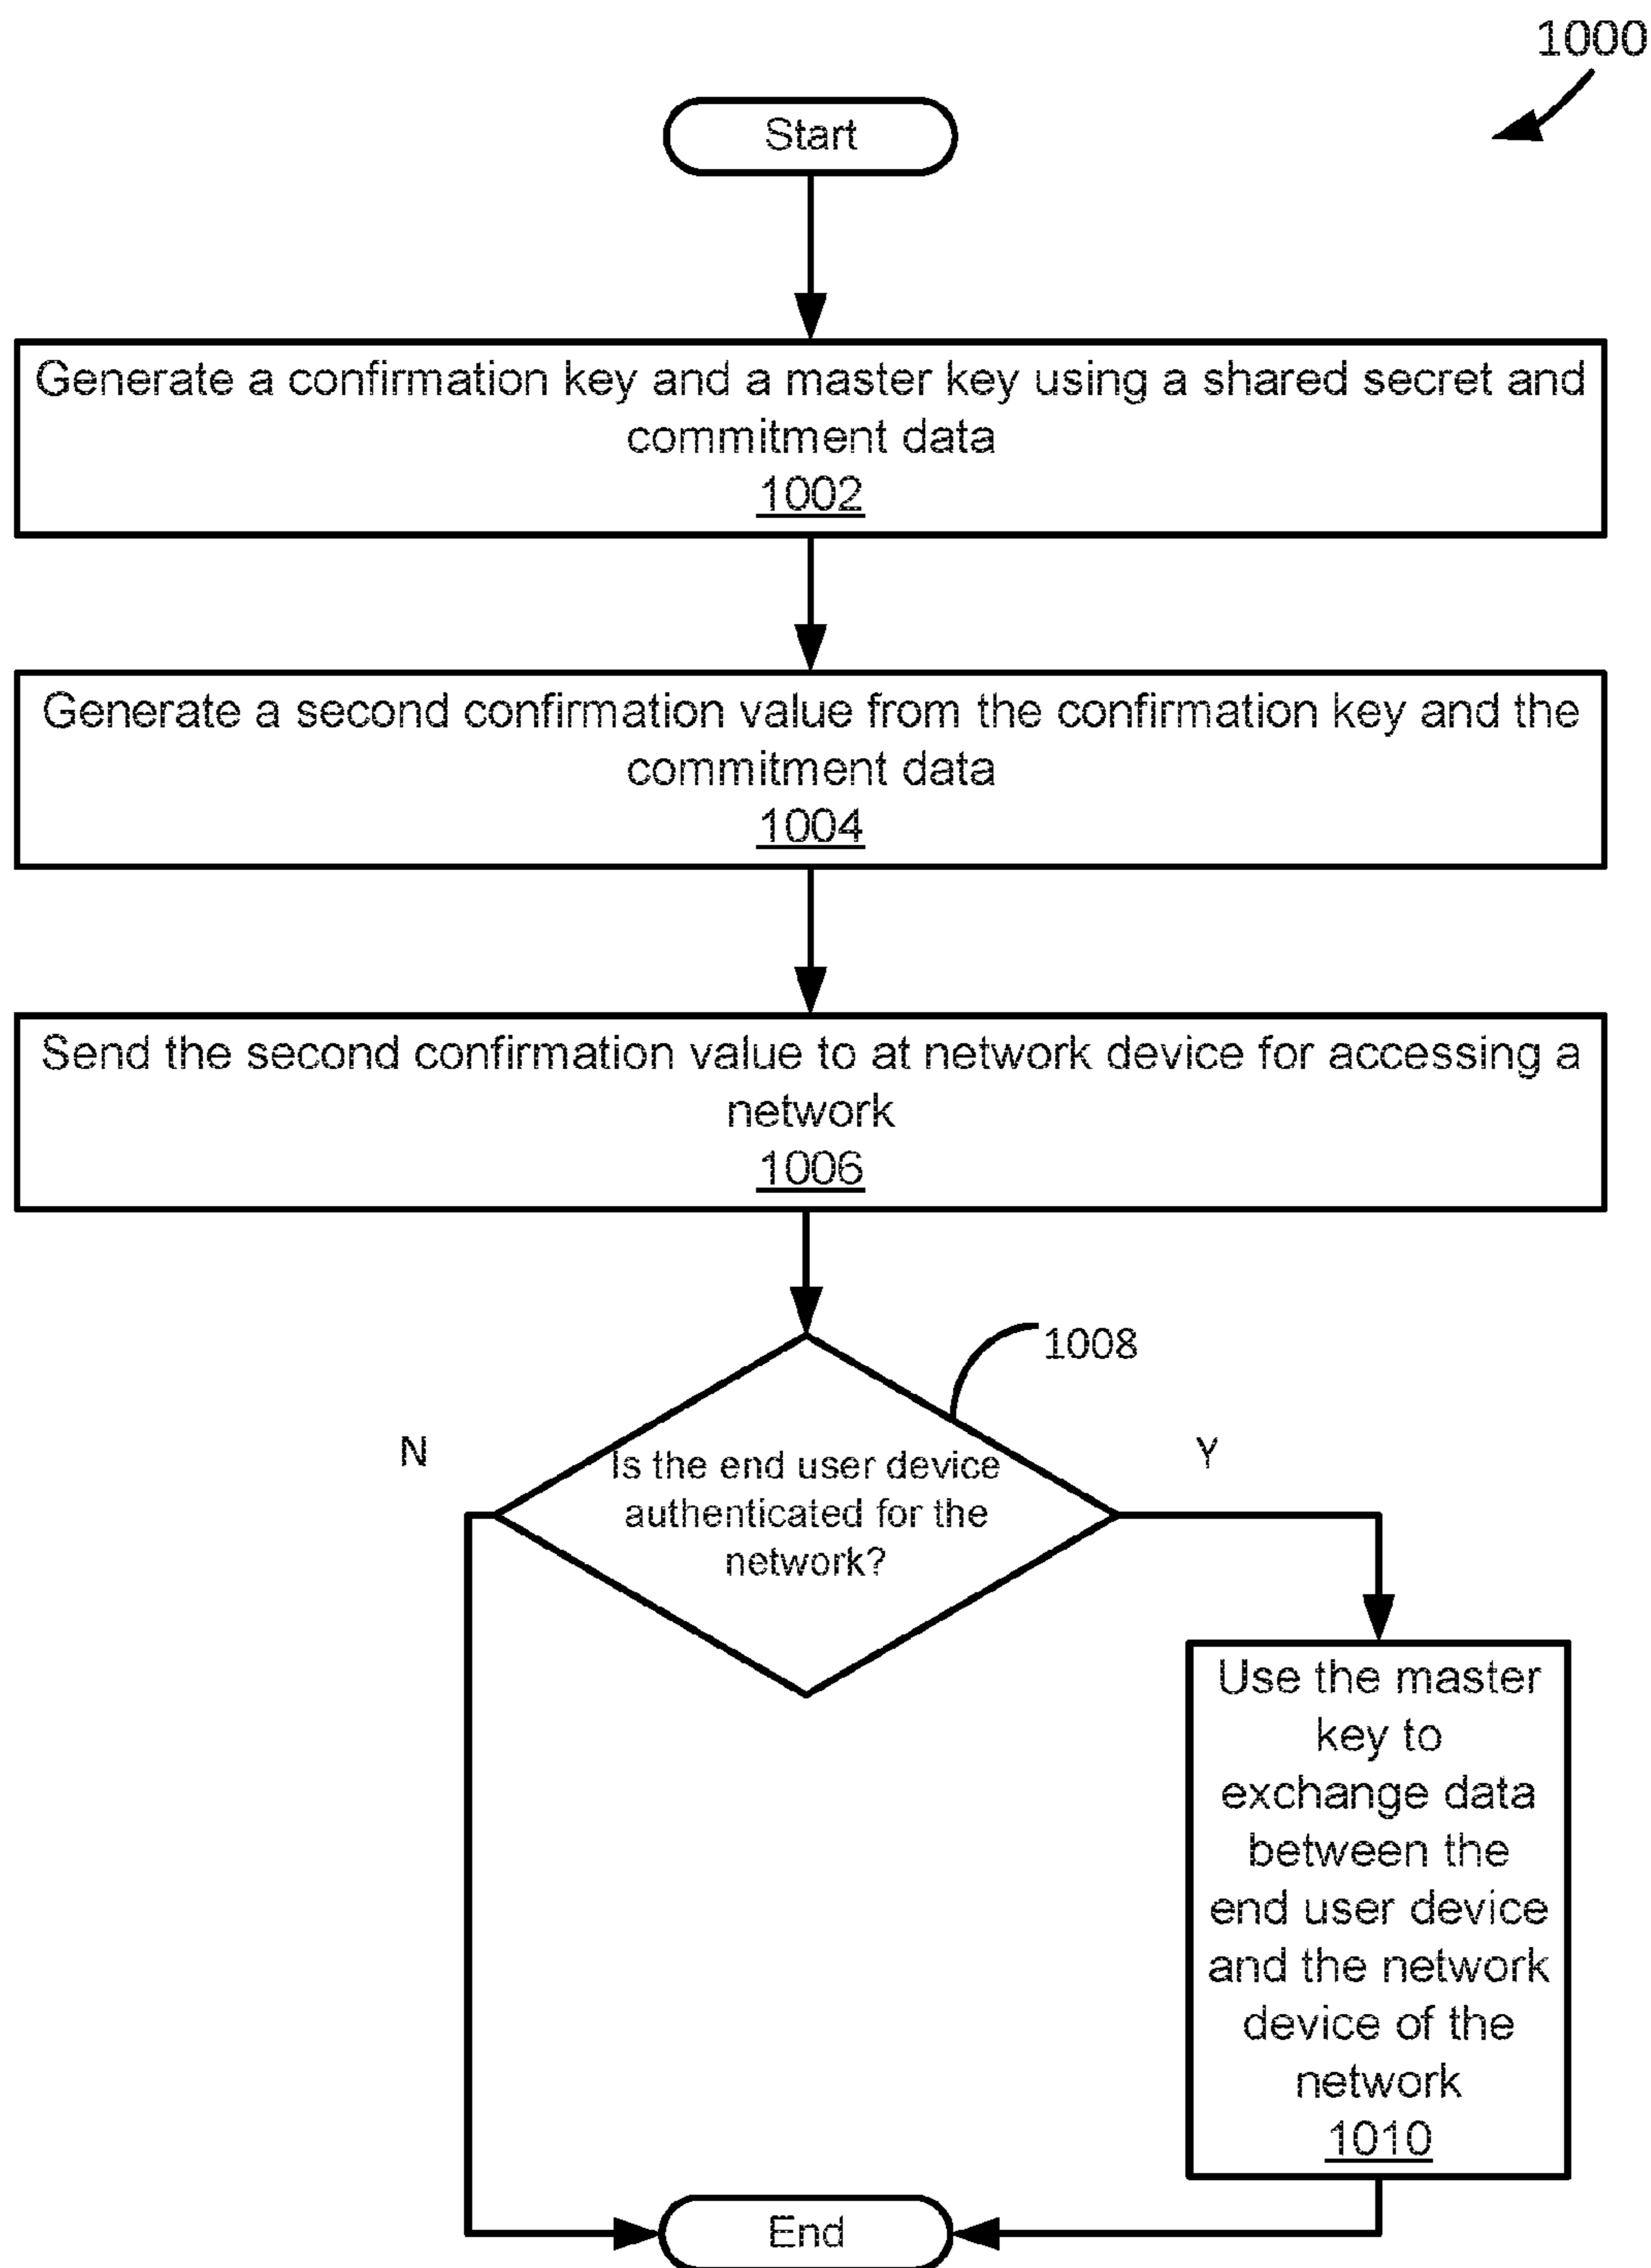 1000
Start
Generate a confirmation key and a master key using a shared secret and
commitment data
1002
Generate a second confirmation value from the confirmation key and the
commitment data
1004
Send the second confirmation value to at network device for accessing a
network
1006
1008
N
Y
Is the end user device
authenticated for the
network?
Use the master
key to
exchange data
between the
end user device
and the network
device of the
network
1010
End